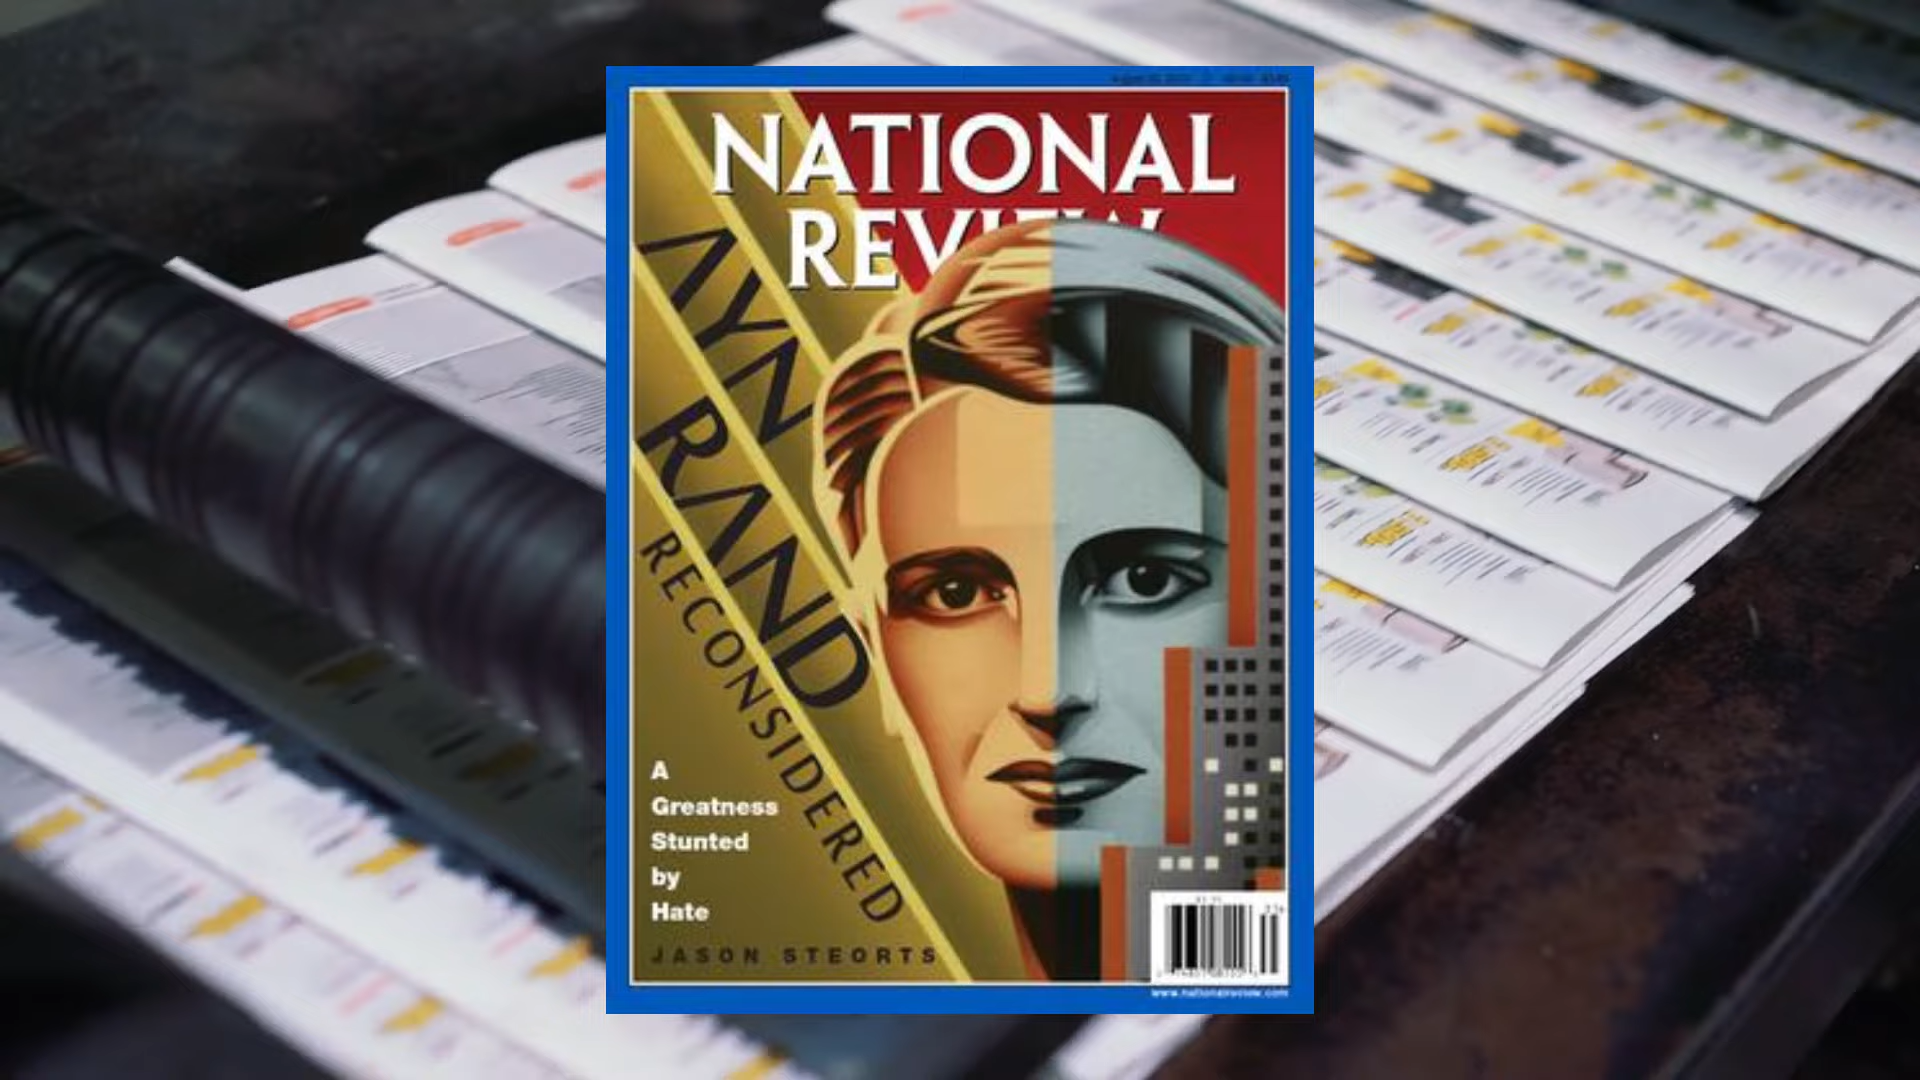 NATIONAL
REVIEW
AYN
RAND
RECONSIDERED
A
Greatness
Stunted
by
Hate
JASON STEORTS
www.nationalreview.com